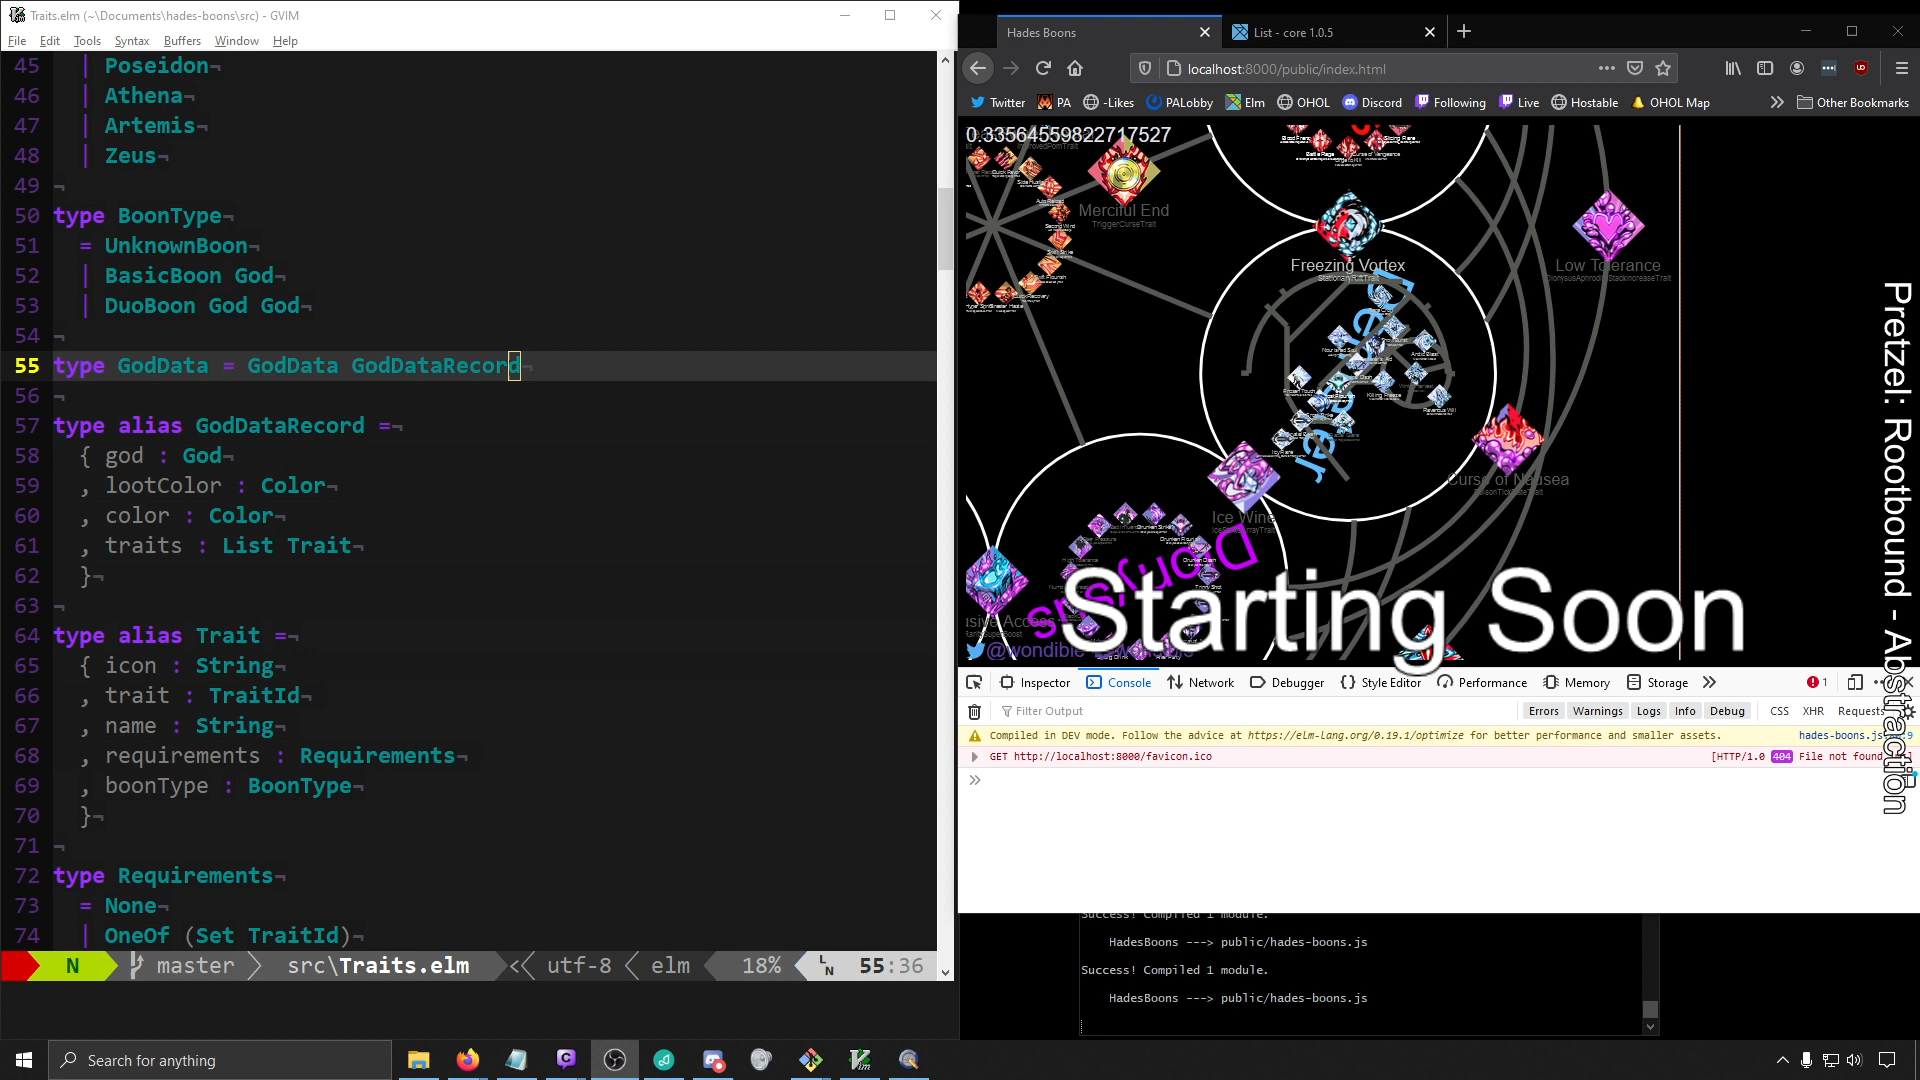 Traits.elm (~\Documents\hades-boons\src) - GVIM
File Edit Tools Syntax Buffers Window Help
45 | Poseidon¬
46 | Athena¬
47 | Artemis¬
48 | Zeus¬
49 ¬
50 type BoonType¬
51 = UnknownBoon¬
52 | BasicBoon God¬
53 | DuoBoon God God¬
54 ¬
55 type GodData = GodData GodDataRecord¬
56 ¬
57 type alias GodDataRecord =¬
58 { god : God¬
59 , lootColor : Color¬
60 , color : Color¬
61 , traits : List Trait¬
62 }¬
63 ¬
64 type alias Trait =¬
65 { icon : String¬
66 , trait : TraitId¬
67 , name : String¬
68 , requirements : Requirements¬
69 , boonType : BoonType¬
70 }¬
71 ¬
72 type Requirements¬
73 = None¬
74 | OneOf (Set TraitId)¬
N master src\Traits.elm utf-8 elm 18% LN 55:36
Hades Boons
List - core 1.0.5
localhost:8000/public/index.html
Twitter PA -Likes PALobby Elm OHOL Discord Following Live Hostable OHOL Map Other Bookmarks
0.33564559822717527
Merciful End
TriggerCurseTrait
Freezing Vortex
StationaryRiftTrait
Low Tolerance
DionysusAphroditeStackIncreaseTrait
Curse of Nausea
Ice Wine
Dionysus
Starting Soon
@wondible
Pretzel: Rootbound - Abstraction
Inspector Console Network Debugger Style Editor Performance Memory Storage 1
Filter Output
Errors Warnings Logs Info Debug CSS XHR Requests
Compiled in DEV mode. Follow the advice at https://elm-lang.org/0.19.1/optimize for better performance and smaller assets.
GET http://localhost:8000/favicon.ico
[HTTP/1.0 404 File not found
Success! Compiled 1 module.
HadesBoons ---> public/hades-boons.js
Success! Compiled 1 module.
HadesBoons ---> public/hades-boons.js
Search for anything